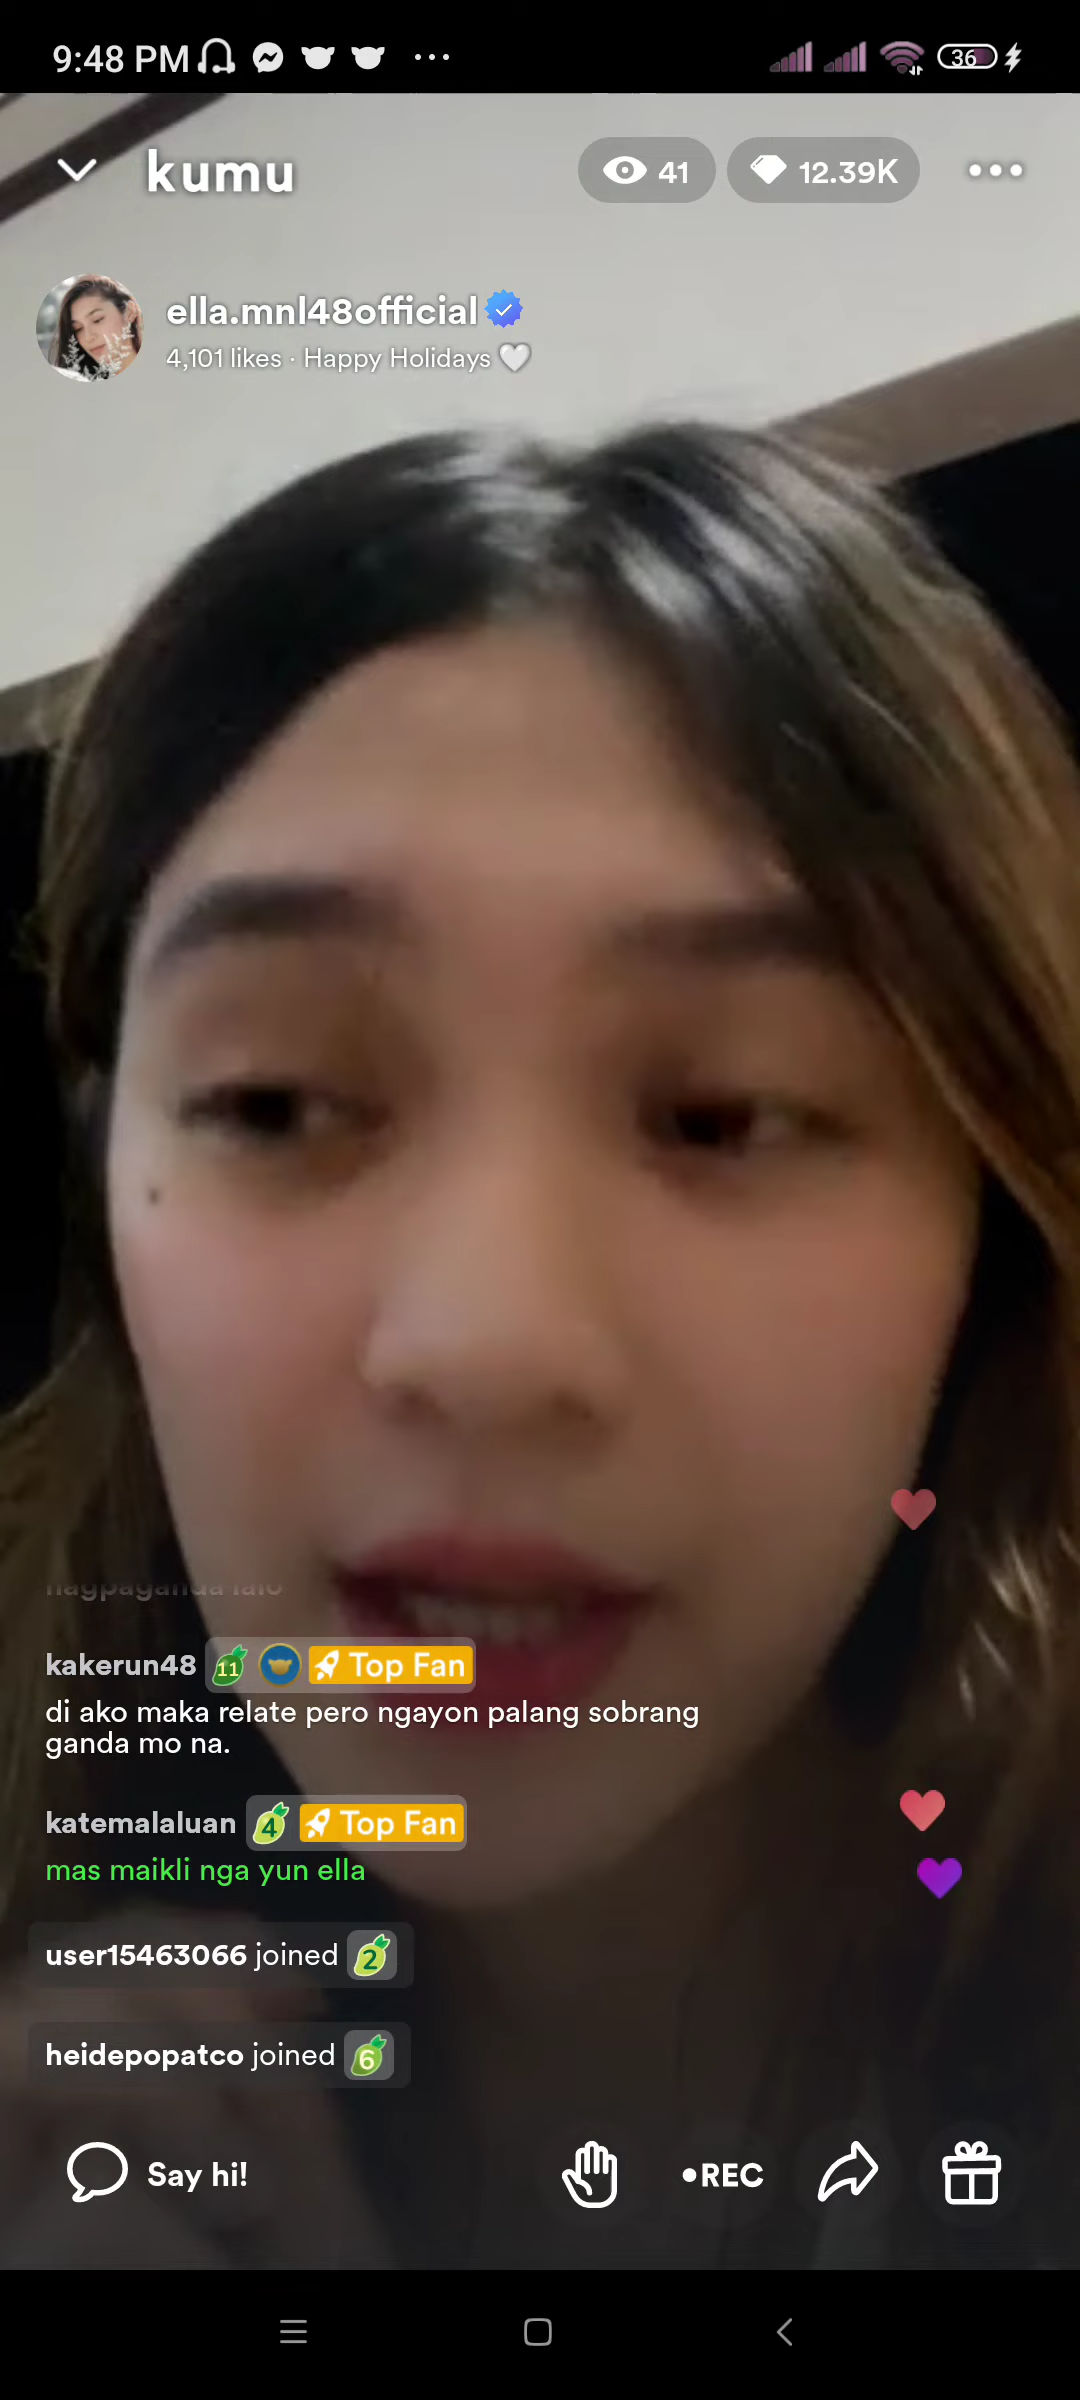 9:48 PM
36
kumu
41
12.39K
ella.mnl48official
4,101 likes · Happy Holidays 🤍
nagpaganda lalo
kakerun48 11 Top Fan
di ako maka relate pero ngayon palang sobrang
ganda mo na.
katemalaluan 4 Top Fan
mas maikli nga yun ella
user15463066 joined 2
heidepopatco joined 6
Say hi!
•REC